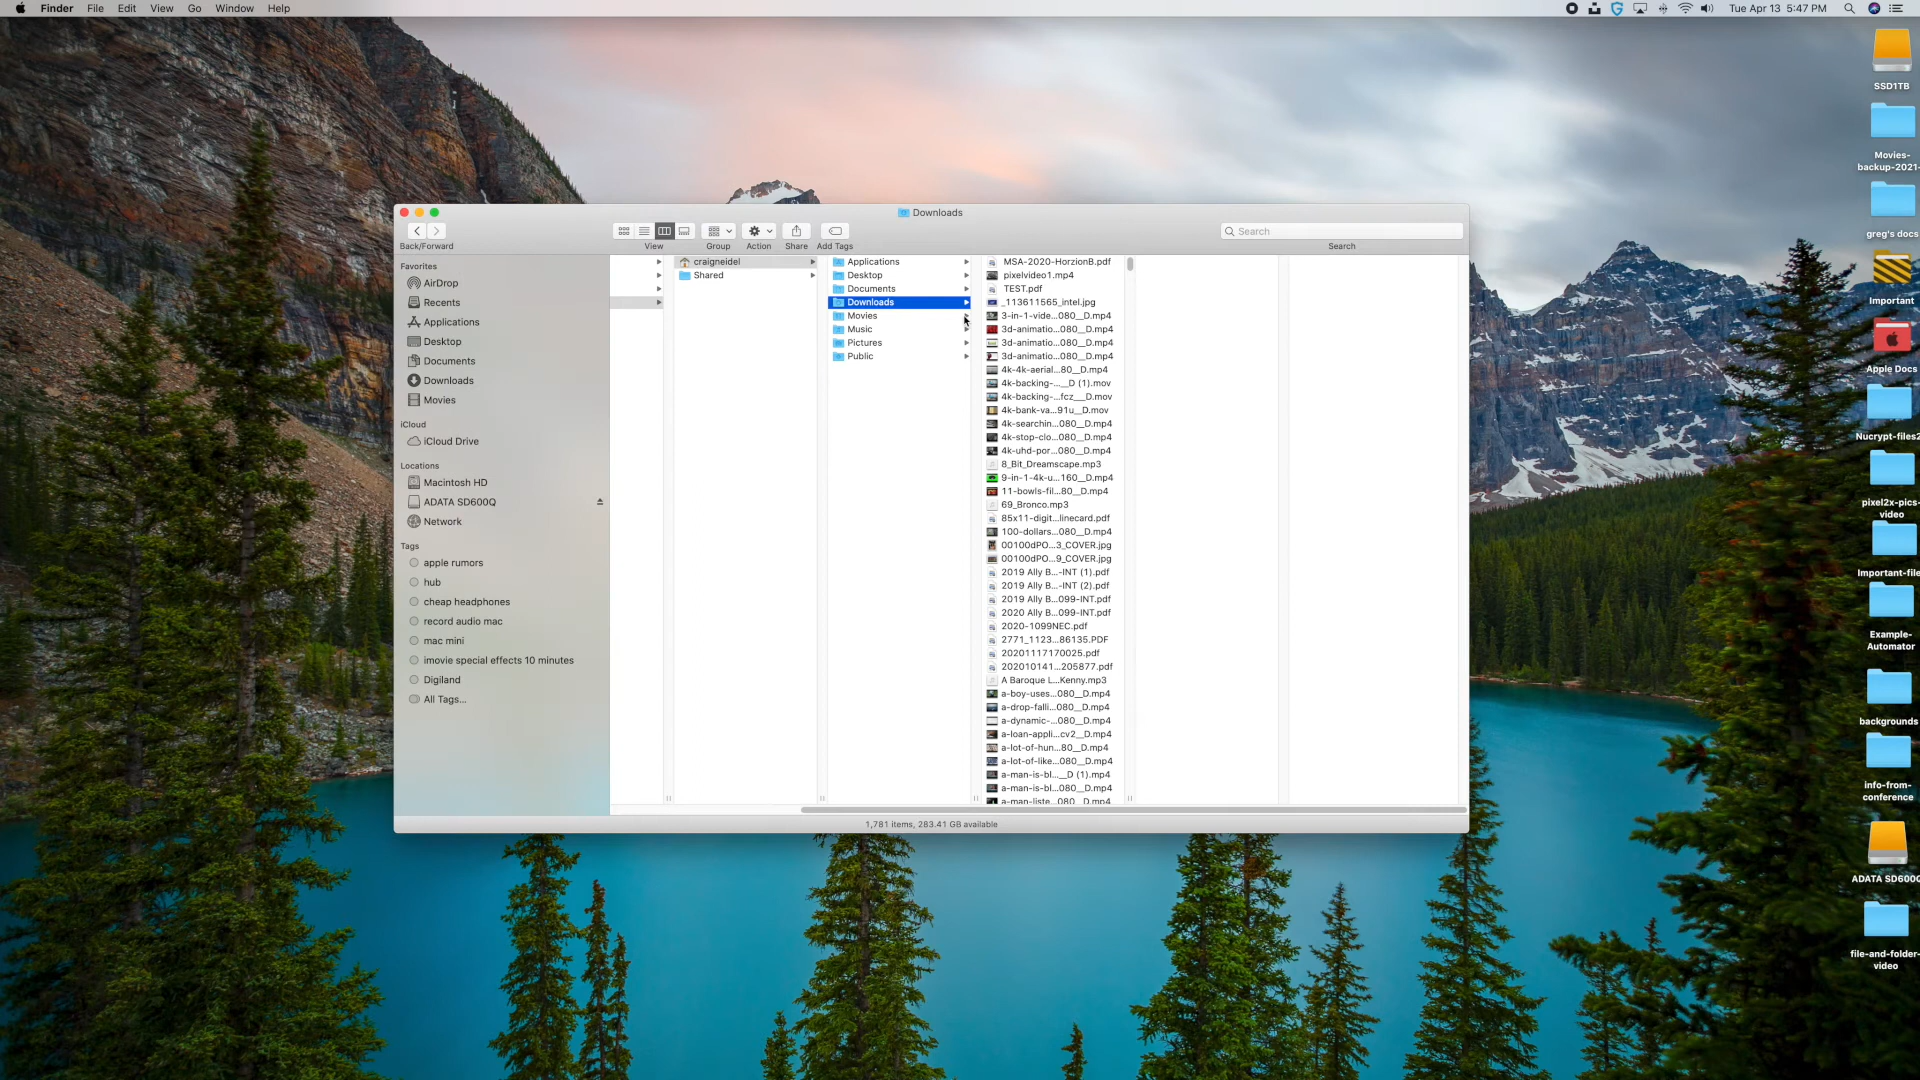 Finder File Edit View Go Window Help
Tue Apr 13 5:47 PM
Downloads
Back/Forward
View
Group
Action
Share
Add Tags
Search
Search
Favorites
AirDrop
Recents
Applications
Desktop
Documents
Downloads
Movies
iCloud
iCloud Drive
Locations
Macintosh HD
ADATA SD600Q
Network
Tags
apple rumors
hub
cheap headphones
record audio mac
mac mini
imovie special effects 10 minutes
Digiland
All Tags...
craigneidel
Shared
Applications
Desktop
Documents
Downloads
Movies
Music
Pictures
Public
MSA-2020-HorzionB.pdf
pixelvideo1.mp4
TEST.pdf
_113611565_intel.jpg
3-in-1-vide...080__D.mp4
3d-animatio...080__D.mp4
3d-animatio...080__D.mp4
3d-animatio...080__D.mp4
4k-4k-aerial...80__D.mp4
4k-backing-...__D (1).mov
4k-backing-...fcz__D.mov
4k-bank-va...91u__D.mov
4k-searchin...080__D.mp4
4k-stop-clo...080__D.mp4
4k-uhd-por...080__D.mp4
8_Bit_Dreamscape.mp3
9-in-1-4k-u...160__D.mp4
11-bowls-fil...80__D.mp4
69_Bronco.mp3
85x11-digit...linecard.pdf
100-dollars...080__D.mp4
00100dPO...3_COVER.jpg
00100dPO...9_COVER.jpg
2019 Ally B...-INT (1).pdf
2019 Ally B...-INT (2).pdf
2019 Ally B...099-INT.pdf
2020 Ally B...099-INT.pdf
2020-1099NEC.pdf
2771_1123...86135.PDF
20201117170025.pdf
202010141...205877.pdf
A Baroque L...Kenny.mp3
a-boy-uses...080__D.mp4
a-drop-falli...080__D.mp4
a-dynamic-...080__D.mp4
a-loan-appli...cv2__D.mp4
a-lot-of-hun...80__D.mp4
a-lot-of-like...080__D.mp4
a-man-is-bl...__D (1).mp4
a-man-is-bl...080__D.mp4
a-man-liste...080__D.mp4
1,781 items, 283.41 GB available
SSD1TB
Movies-
backup-2021-
greg's docs
Important
Apple Docs
Nucrypt-files2
pixel2x-pics-
video
Important-file
Example-
Automator
backgrounds
info-from-
conference
ADATA SD600Q
file-and-folder-
video